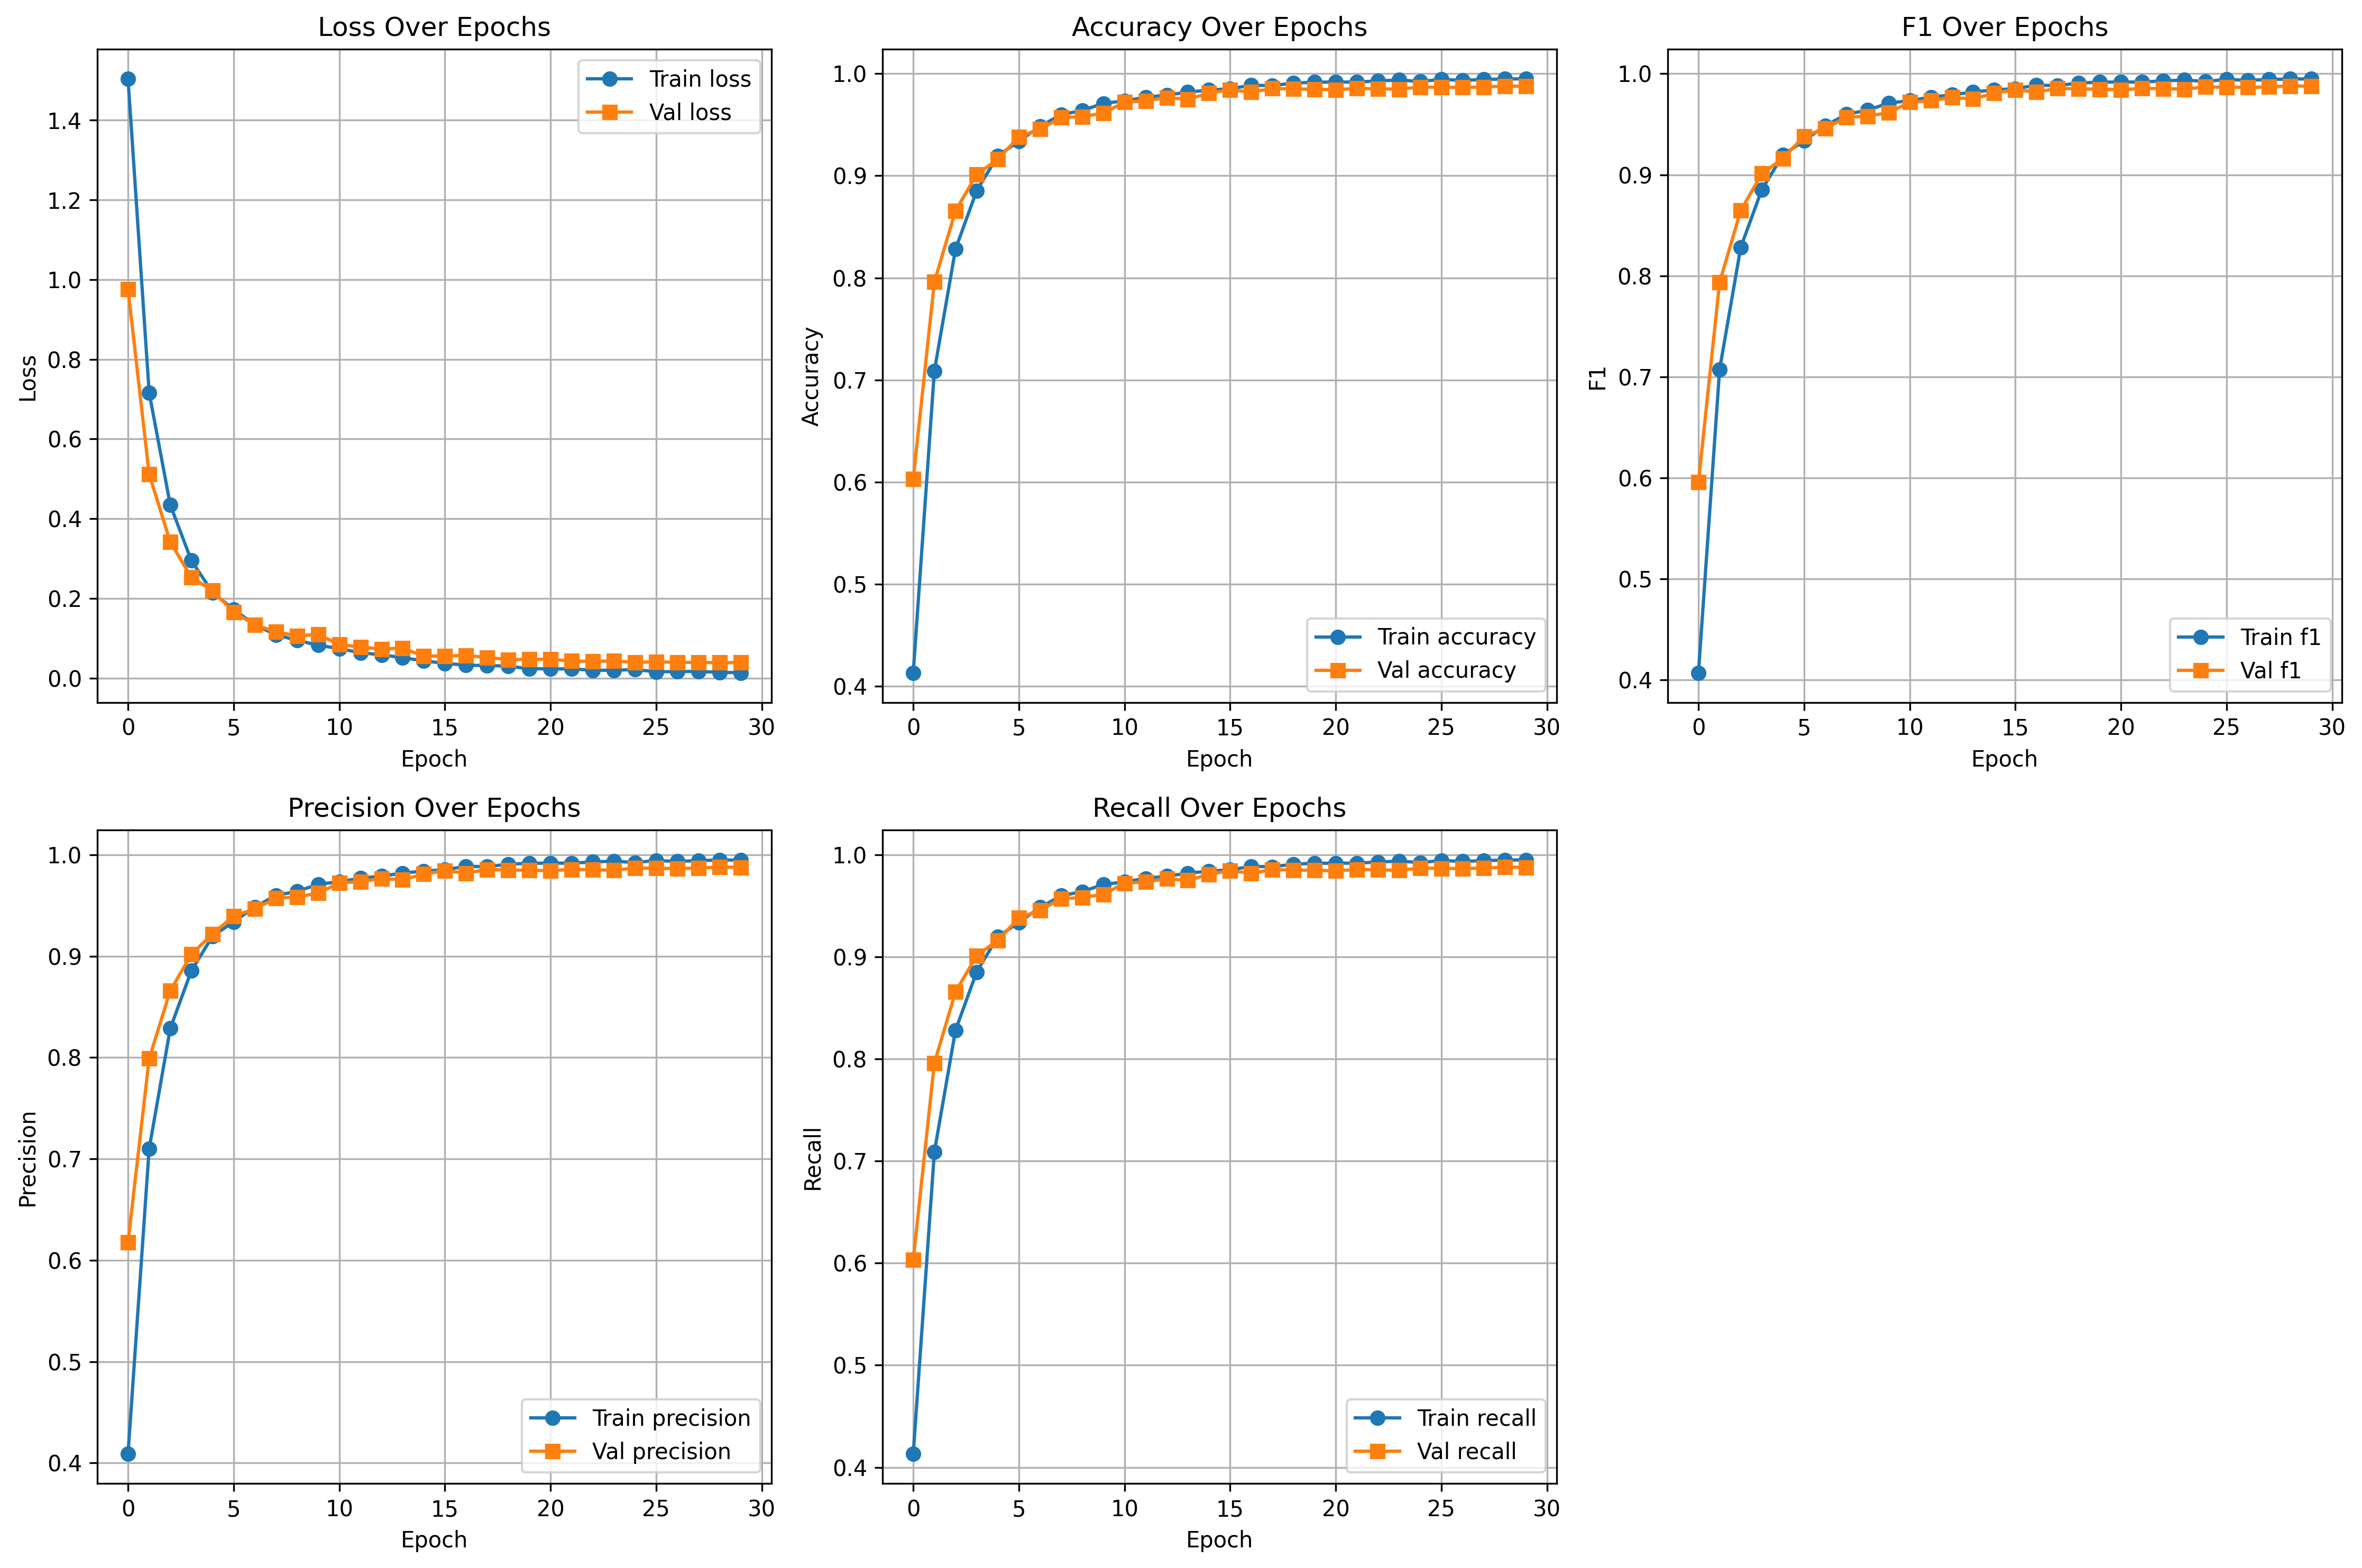 Loss Over Epochs
Train loss
Val loss
Loss
1.4
1.2
1.0
0.8
0.6
0.4
0.2
0.0
0 5 10 15 20 25 30
Epoch
Accuracy Over Epochs
Accuracy
1.0
0.9
0.8
0.7
0.6
0.5
0.4
Train accuracy
Val accuracy
0 5 10 15 20 25 30
Epoch
F1 Over Epochs
F1
1.0
0.9
0.8
0.7
0.6
0.5
0.4
Train f1
Val f1
0 5 10 15 20 25 30
Epoch
Precision Over Epochs
Precision
1.0
0.9
0.8
0.7
0.6
0.5
0.4
Train precision
Val precision
0 5 10 15 20 25 30
Epoch
Recall Over Epochs
Recall
1.0
0.9
0.8
0.7
0.6
0.5
0.4
Train recall
Val recall
0 5 10 15 20 25 30
Epoch